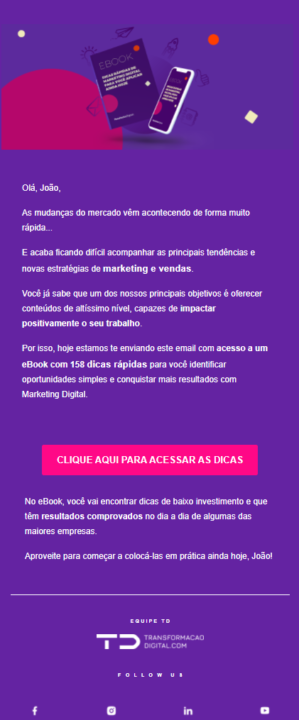 EBOOK
Olá, João,
As mudanças do mercado vêm acontecendo de forma muito
rápida...
E acaba ficando difícil acompanhar as principais tendências e
novas estratégias de marketing e vendas.
Você já sabe que um dos nossos principais objetivos é oferecer
conteúdos de altíssimo nível, capazes de impactar
positivamente o seu trabalho.
Por isso, hoje estamos te enviando este email com acesso a um
eBook com 158 dicas rápidas para você identificar
oportunidades simples e conquistar mais resultados com
Marketing Digital.
CLIQUE AQUI PARA ACESSAR AS DICAS
No eBook, você vai encontrar dicas de baixo investimento e que
têm resultados comprovados no dia a dia de algumas das
maiores empresas.
Aproveite para começar a colocá-las em prática ainda hoje, João!
EQUIPE TD
TD TRANSFORMACAO
DIGITAL.COM
FOLLOW US